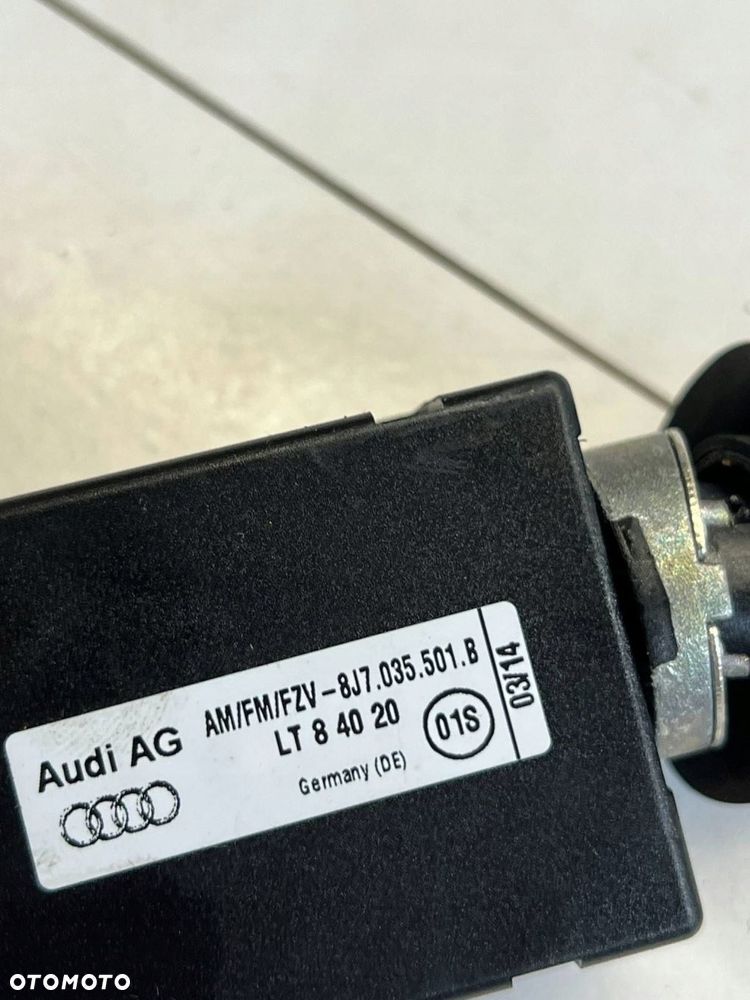 Audi AG
AM/FM/FZV-8J7.035.501.B
LT 8 40 20
01S
Germany (DE)
03/14
OTOMOTO